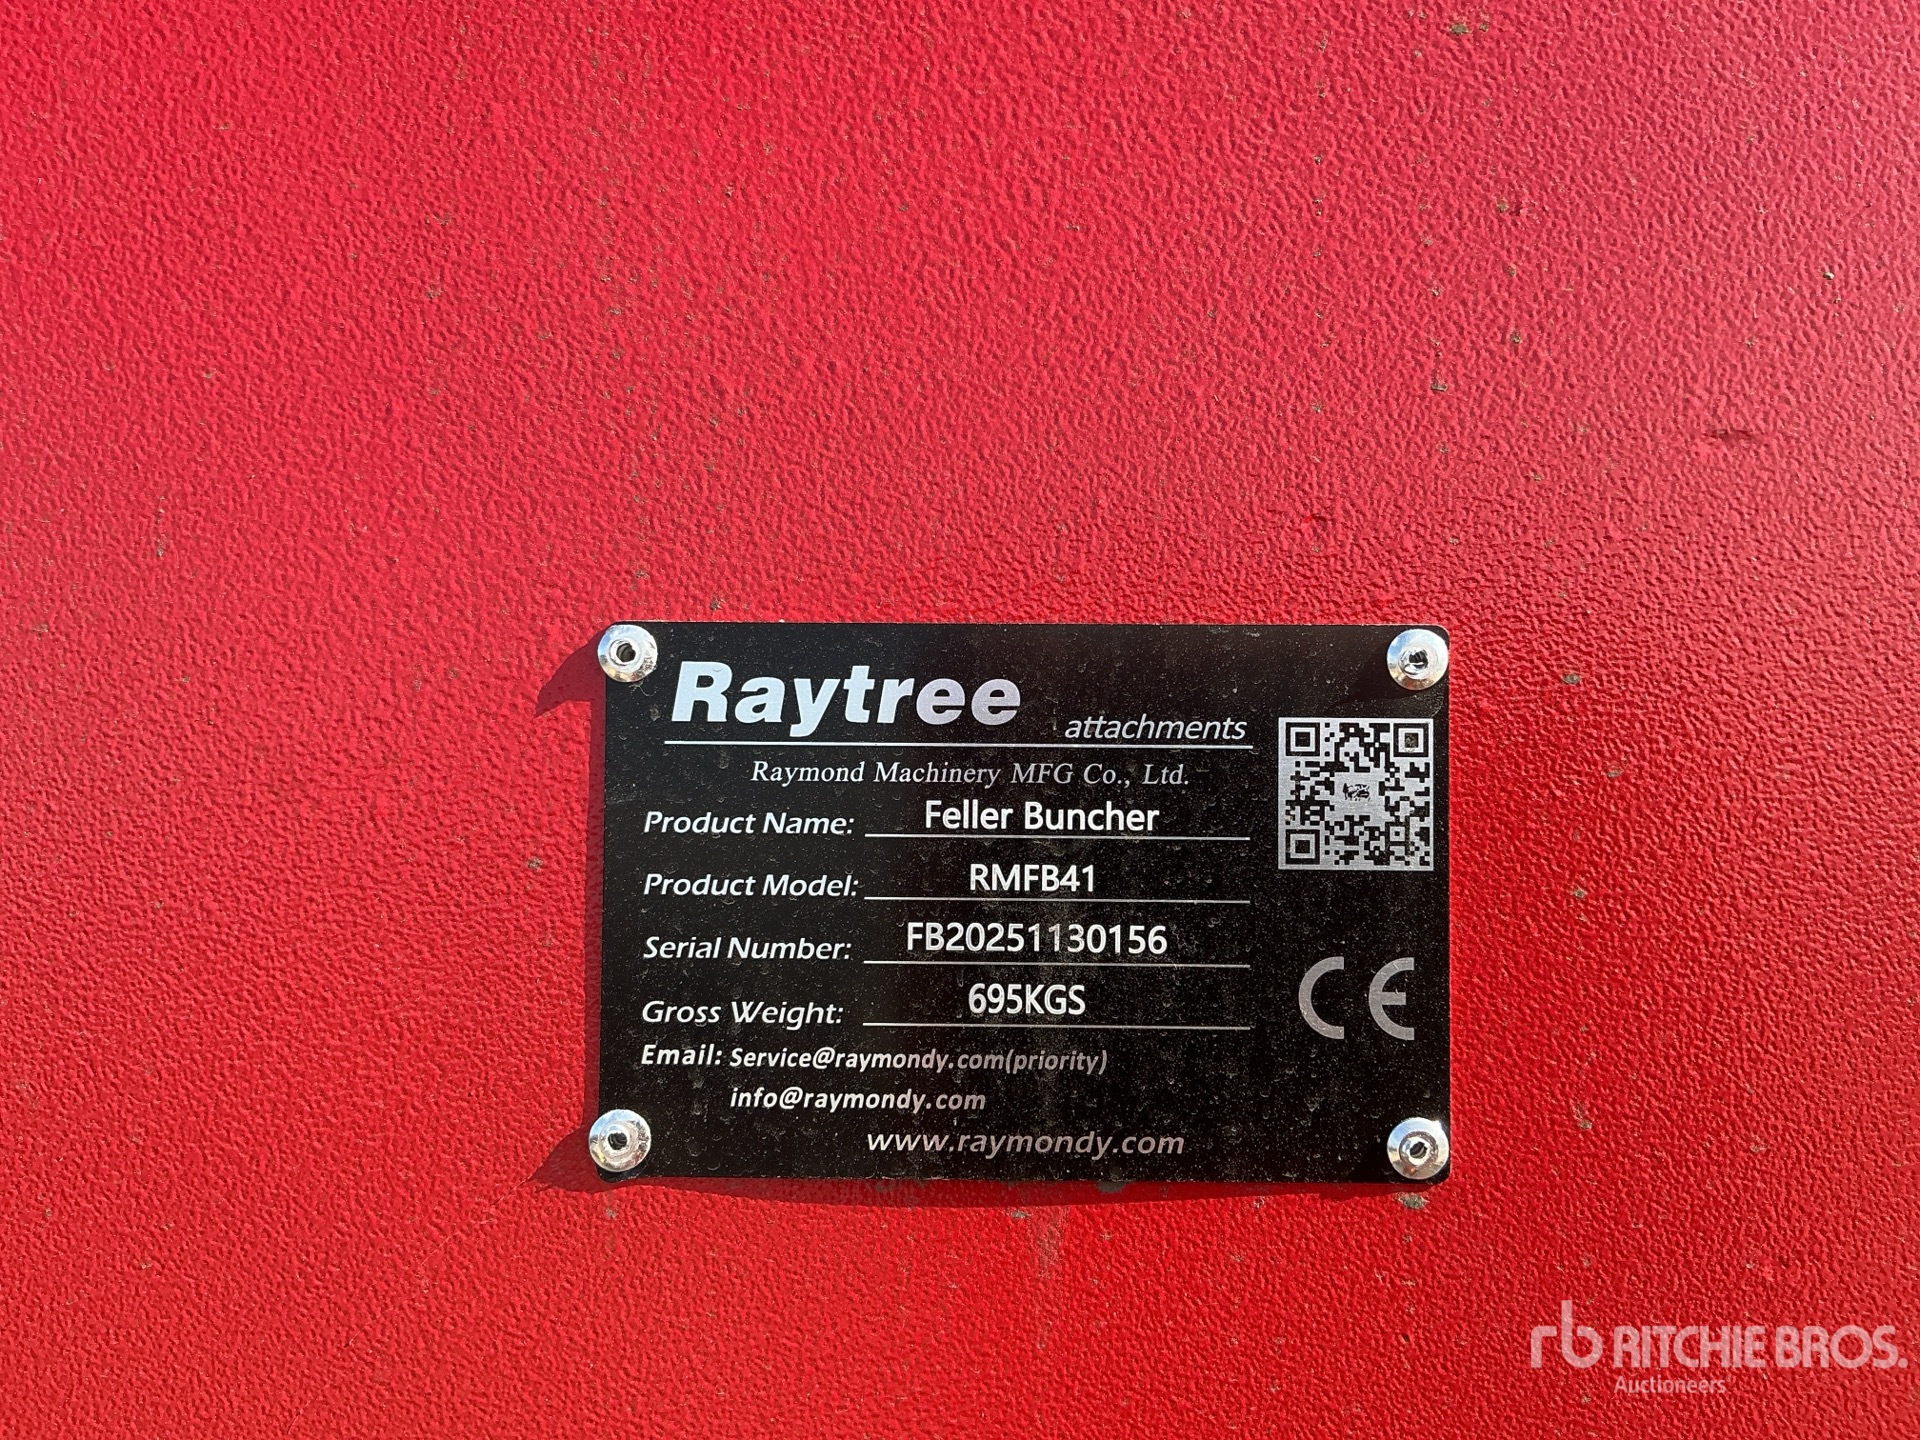 Raytree attachments
Raymond Machinery MFG Co., Ltd.
Product Name: Feller Buncher
Product Model: RMFB41
Serial Number: FB20251130156
Gross Weight: 695KGS
CE
Email: Service@raymondy.com(priority)
info@raymondy.com
www.raymondy.com
rb RITCHIE BROS.
Auctioneers